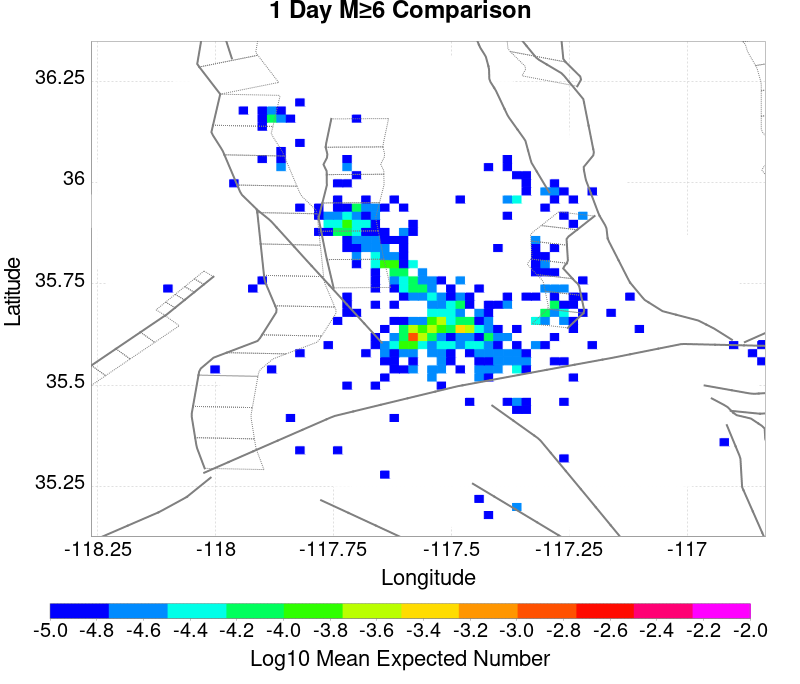 1 Day M≥6 Comparison
36.25
36
35.75
35.5
35.25
Latitude
-118.25 -118 -117.75 -117.5 -117.25 -117
Longitude
-5.0 -4.8 -4.6 -4.4 -4.2 -4.0 -3.8 -3.6 -3.4 -3.2 -3.0 -2.8 -2.6 -2.4 -2.2 -2.0
Log10 Mean Expected Number